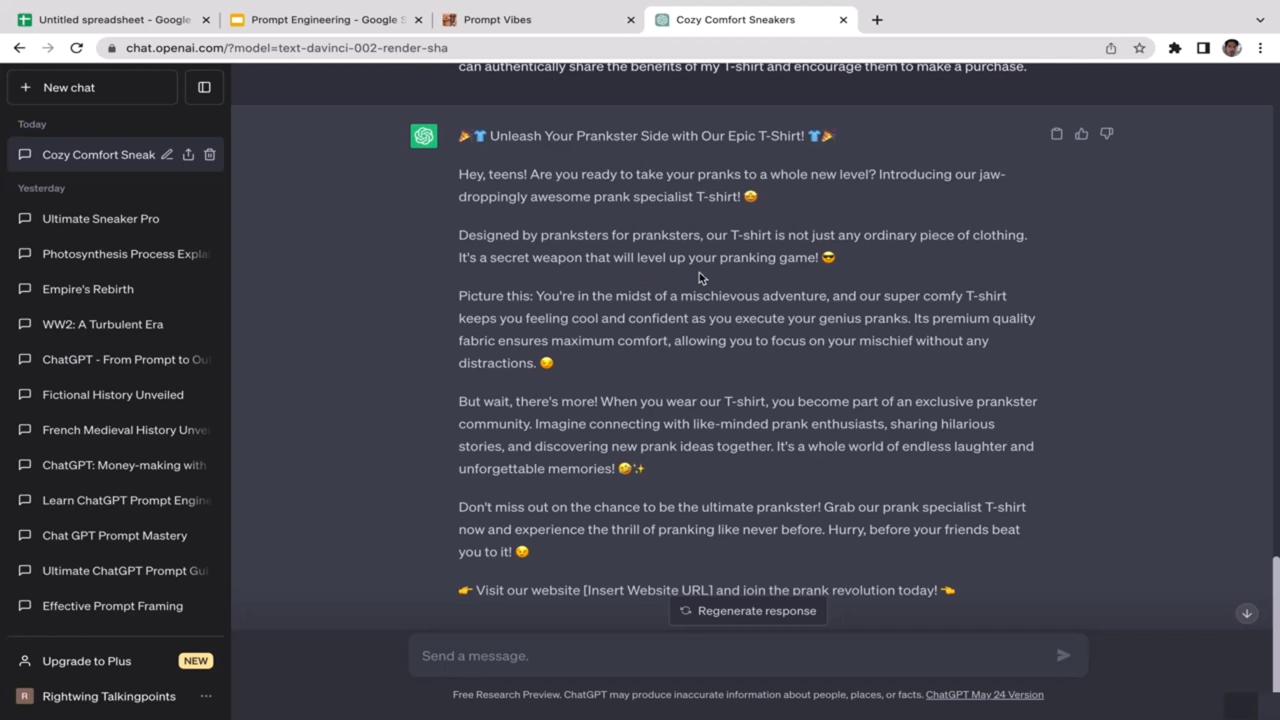 Untitled spreadsheet - Google
Prompt Engineering - Google S
Prompt Vibes
Cozy Comfort Sneakers
chat.openai.com/?model=text-davinci-002-render-sha
New chat
Today
Cozy Comfort Sneak
Yesterday
Ultimate Sneaker Pro
Photosynthesis Process Expla
Empire's Rebirth
WW2: A Turbulent Era
ChatGPT - From Prompt to Ou
Fictional History Unveiled
French Medieval History Unve
ChatGPT: Money-making with
Learn ChatGPT Prompt Engine
Chat GPT Prompt Mastery
Ultimate ChatGPT Prompt Gui
Effective Prompt Framing
Upgrade to Plus NEW
R Rightwing Talkingpoints
can authentically share the benefits of my T-shirt and encourage them to make a purchase.
🎉👕 Unleash Your Prankster Side with Our Epic T-Shirt! 👕🎉
Hey, teens! Are you ready to take your pranks to a whole new level? Introducing our jaw-
droppingly awesome prank specialist T-shirt! 🤩
Designed by pranksters for pranksters, our T-shirt is not just any ordinary piece of clothing.
It's a secret weapon that will level up your pranking game! 😎
Picture this: You're in the midst of a mischievous adventure, and our super comfy T-shirt
keeps you feeling cool and confident as you execute your genius pranks. Its premium quality
fabric ensures maximum comfort, allowing you to focus on your mischief without any
distractions. 😏
But wait, there's more! When you wear our T-shirt, you become part of an exclusive prankster
community. Imagine connecting with like-minded prank enthusiasts, sharing hilarious
stories, and discovering new prank ideas together. It's a whole world of endless laughter and
unforgettable memories! 🤣✨
Don't miss out on the chance to be the ultimate prankster! Grab our prank specialist T-shirt
now and experience the thrill of pranking like never before. Hurry, before your friends beat
you to it! 😉
👉 Visit our website [Insert Website URL] and join the prank revolution today! 👈
Regenerate response
Send a message.
Free Research Preview. ChatGPT may produce inaccurate information about people, places, or facts. ChatGPT May 24 Version